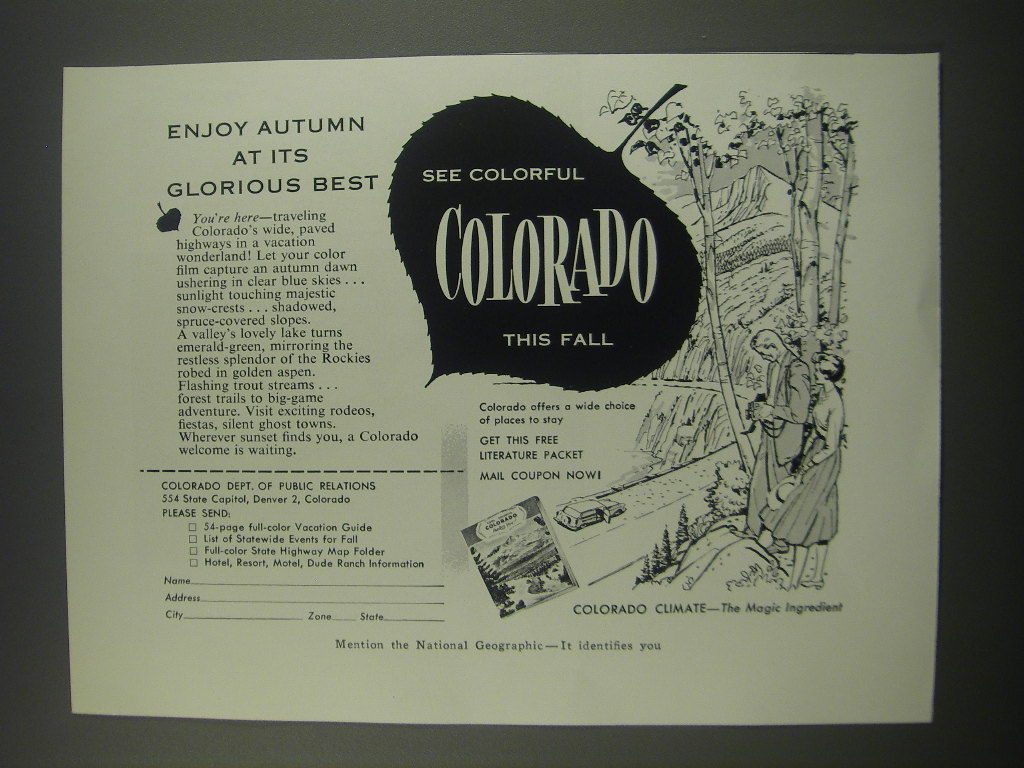 ENJOY AUTUMN
AT ITS
GLORIOUS BEST
You're here—traveling
Colorado's wide, paved
highways in a vacation
wonderland! Let your color
film capture an autumn dawn
ushering in clear blue skies . . .
sunlight touching majestic
snow-crests . . . shadowed,
spruce-covered slopes.
A valley's lovely lake turns
emerald-green, mirroring the
restless splendor of the Rockies
robed in golden aspen.
Flashing trout streams . . .
forest trails to big-game
adventure. Visit exciting rodeos,
fiestas, silent ghost towns.
Wherever sunset finds you, a Colorado
welcome is waiting.
SEE COLORFUL
COLORADO
THIS FALL
Colorado offers a wide choice
of places to stay
GET THIS FREE
LITERATURE PACKET
MAIL COUPON NOW!
COLORADO DEPT. OF PUBLIC RELATIONS
554 State Capitol, Denver 2, Colorado
PLEASE SEND:
☐ 54-page full-color Vacation Guide
☐ List of Statewide Events for Fall
☐ Full-color State Highway Map Folder
☐ Hotel, Resort, Motel, Dude Ranch Information
Name
Address
City Zone State
COLORADO
COLORADO CLIMATE—The Magic Ingredient
Mention the National Geographic—It identifies you